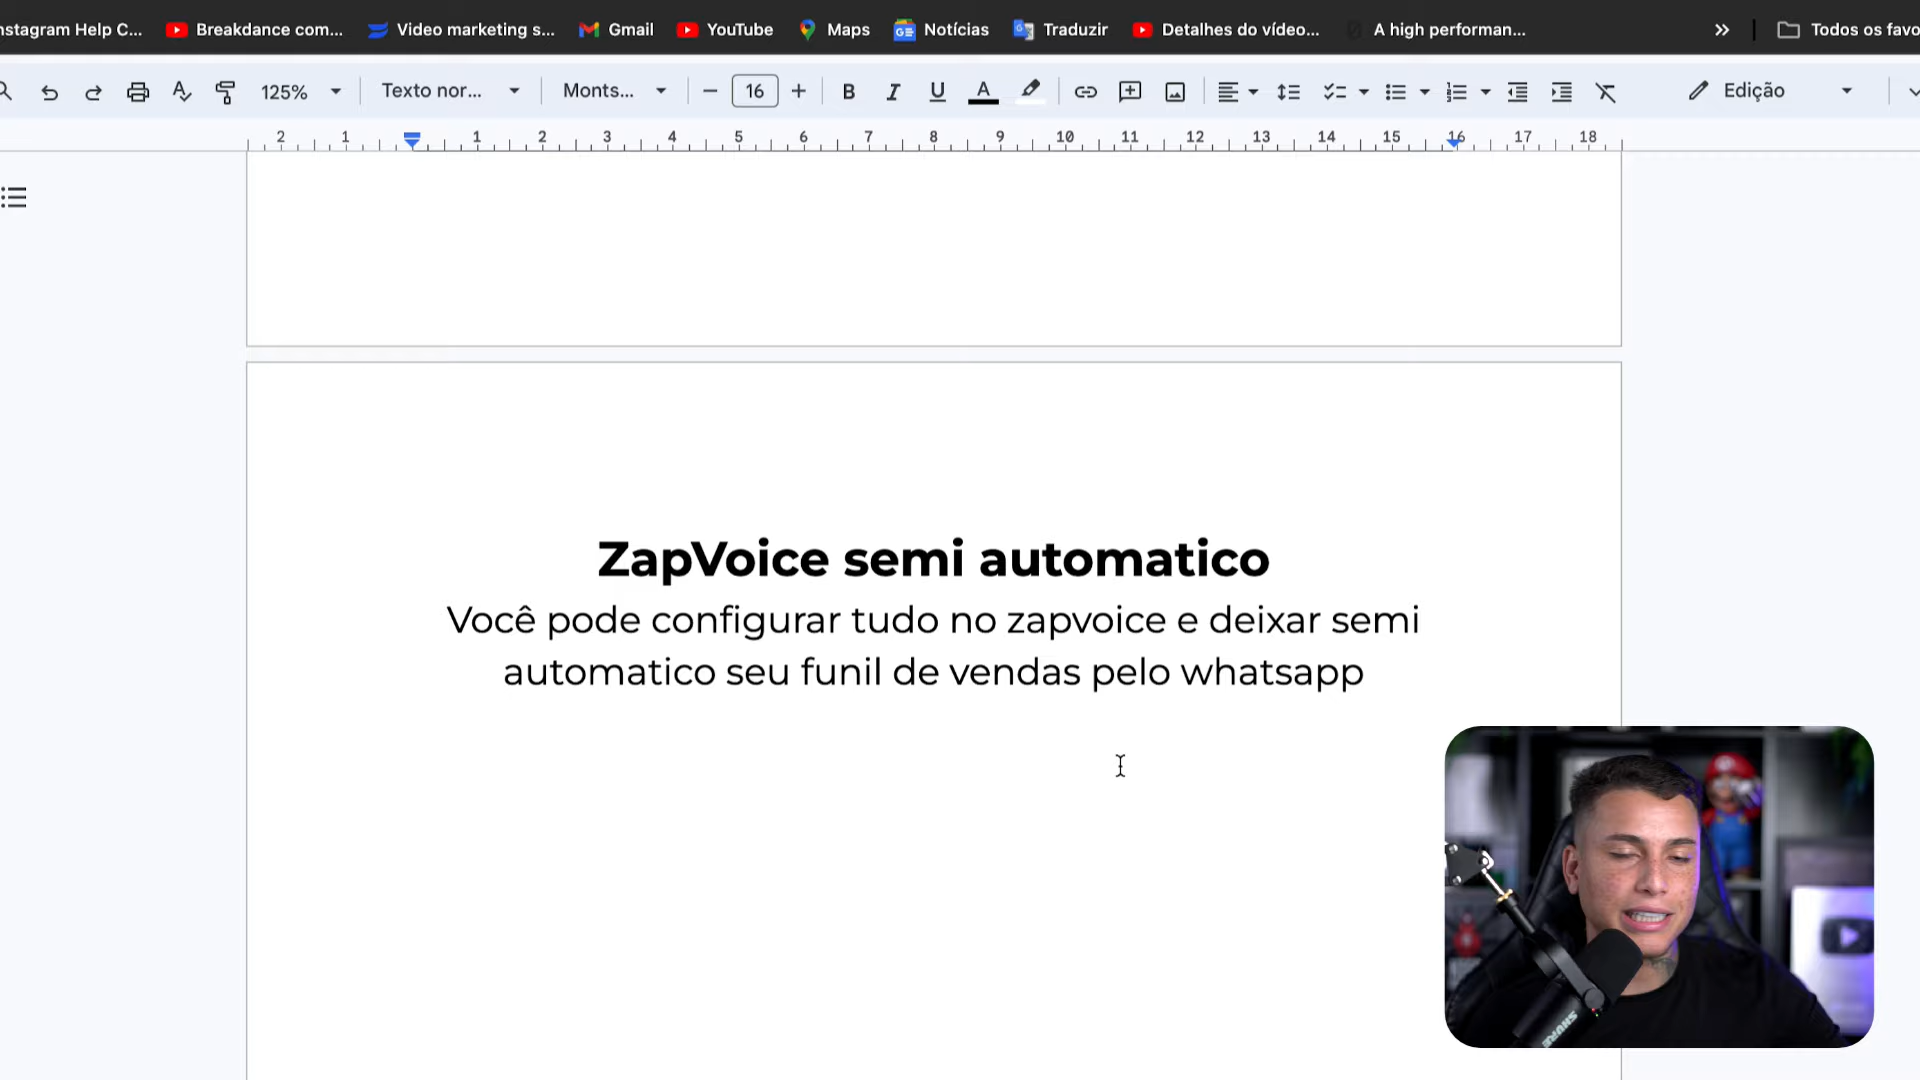 nstagram Help C... Breakdance com... Video marketing s... Gmail YouTube Maps Notícias Traduzir Detalhes do vídeo... A high performan... Todos os favo
125% Texto nor... Monts... 16 B I U A Edição
2 1 1 2 3 4 5 6 7 8 9 10 11 12 13 14 15 16 17 18
ZapVoice semi automatico
Você pode configurar tudo no zapvoice e deixar semi
automatico seu funil de vendas pelo whatsapp
SHURE